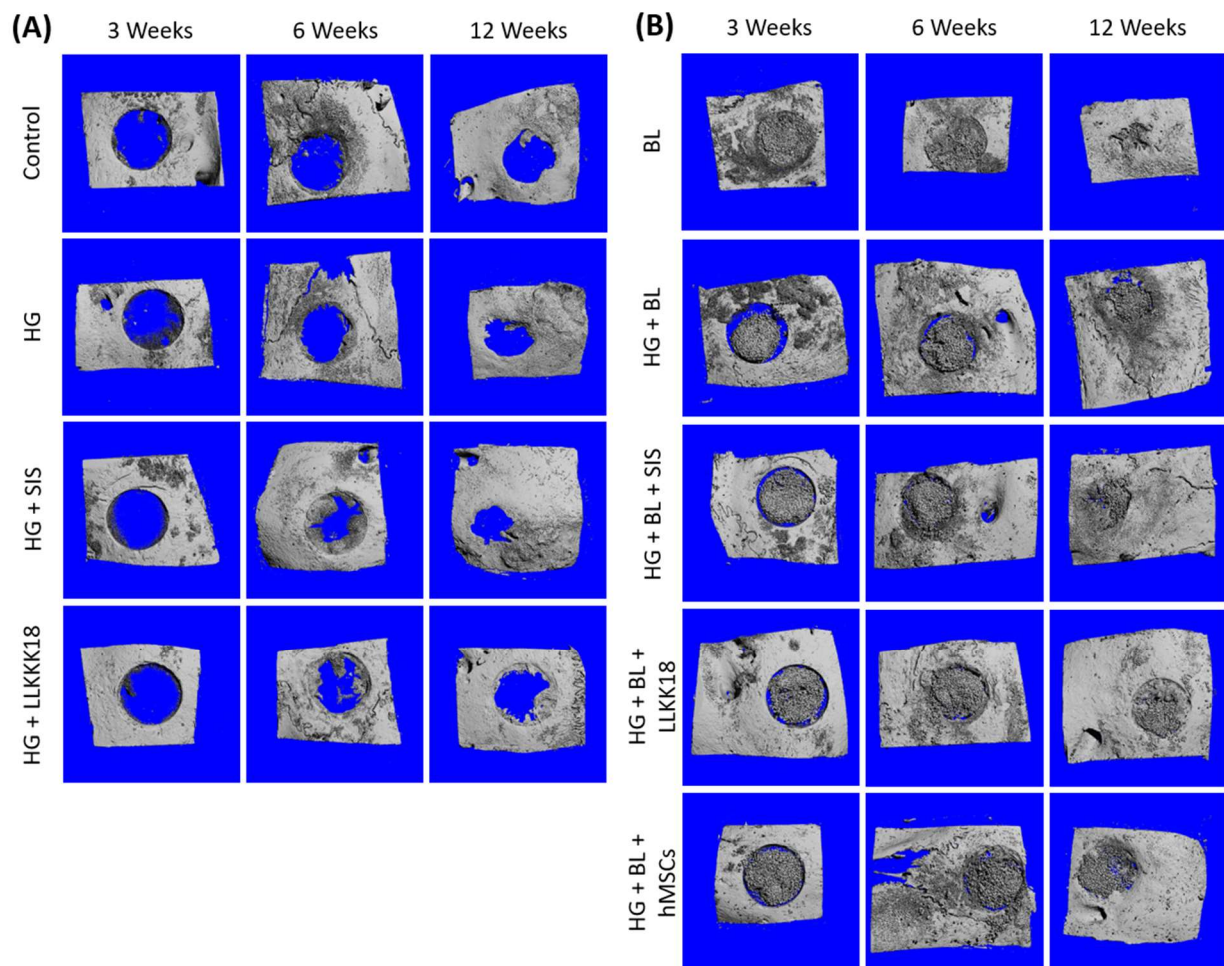 (A)
3 Weeks
6 Weeks
12 Weeks
Control
HG
HG + SIS
HG + LLKKK18
(B)
3 Weeks
6 Weeks
12 Weeks
BL
HG + BL
HG + BL + SIS
HG + BL +
LLKK18
HG + BL +
hMSCs